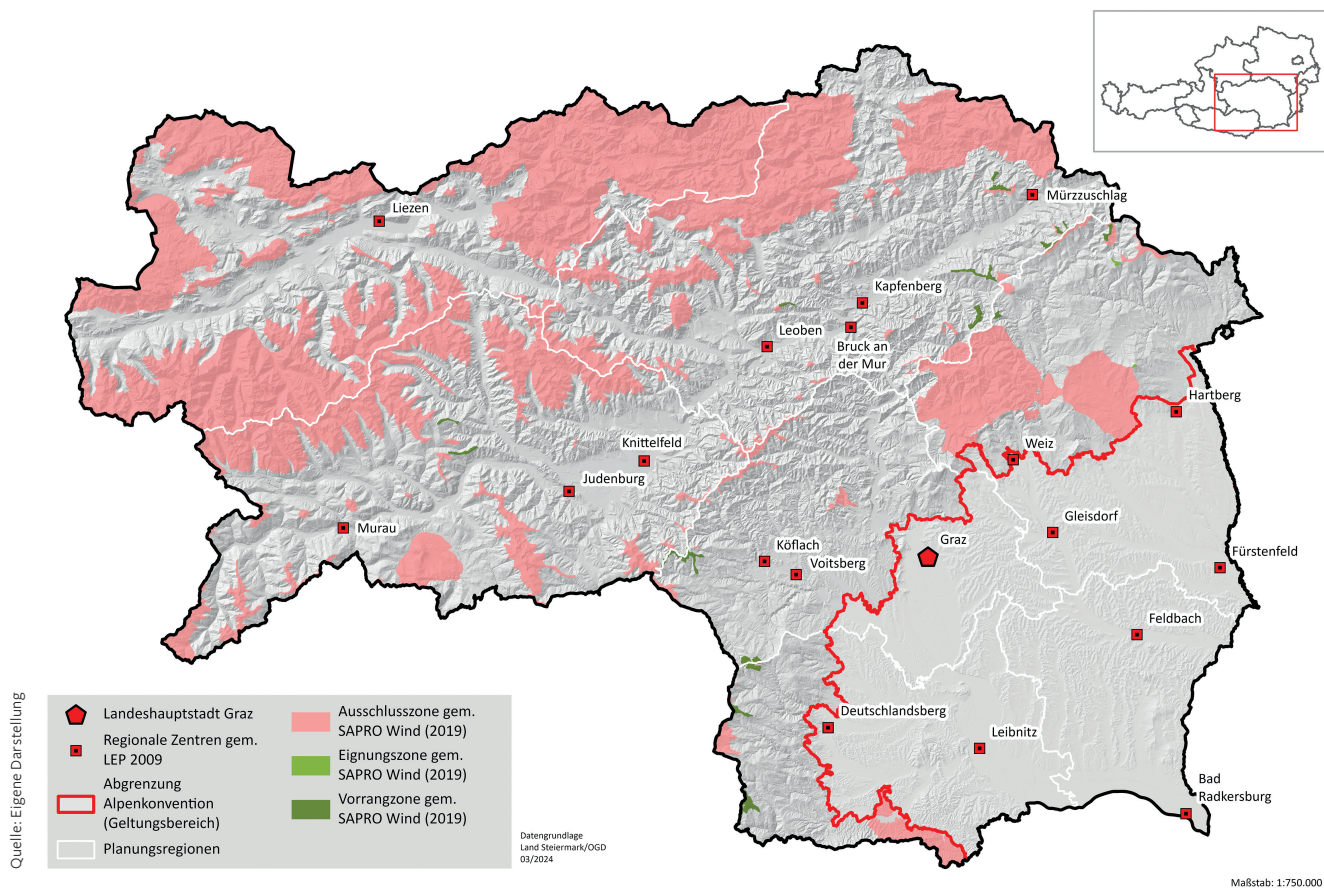 Liezen
Mürzzuschlag
Kapfenberg
Leoben
Bruck an
der Mur
Hartberg
Knittelfeld
Weiz
Judenburg
Gleisdorf
Murau
Graz
Köflach
Voitsberg
Fürstenfeld
Feldbach
Deutschlandsberg
Leibnitz
Bad
Radkersburg
Quelle: Eigene Darstellung
Landeshauptstadt Graz
Regionale Zentren gem.
LEP 2009
Abgrenzung
Alpenkonvention
(Geltungsbereich)
Planungsregionen
Ausschlusszone gem.
SAPRO Wind (2019)
Eignungszone gem.
SAPRO Wind (2019)
Vorrangzone gem.
SAPRO Wind (2019)
Datengrundlage
Land Steiermark/OGD
03/2024
Maßstab: 1:750.000